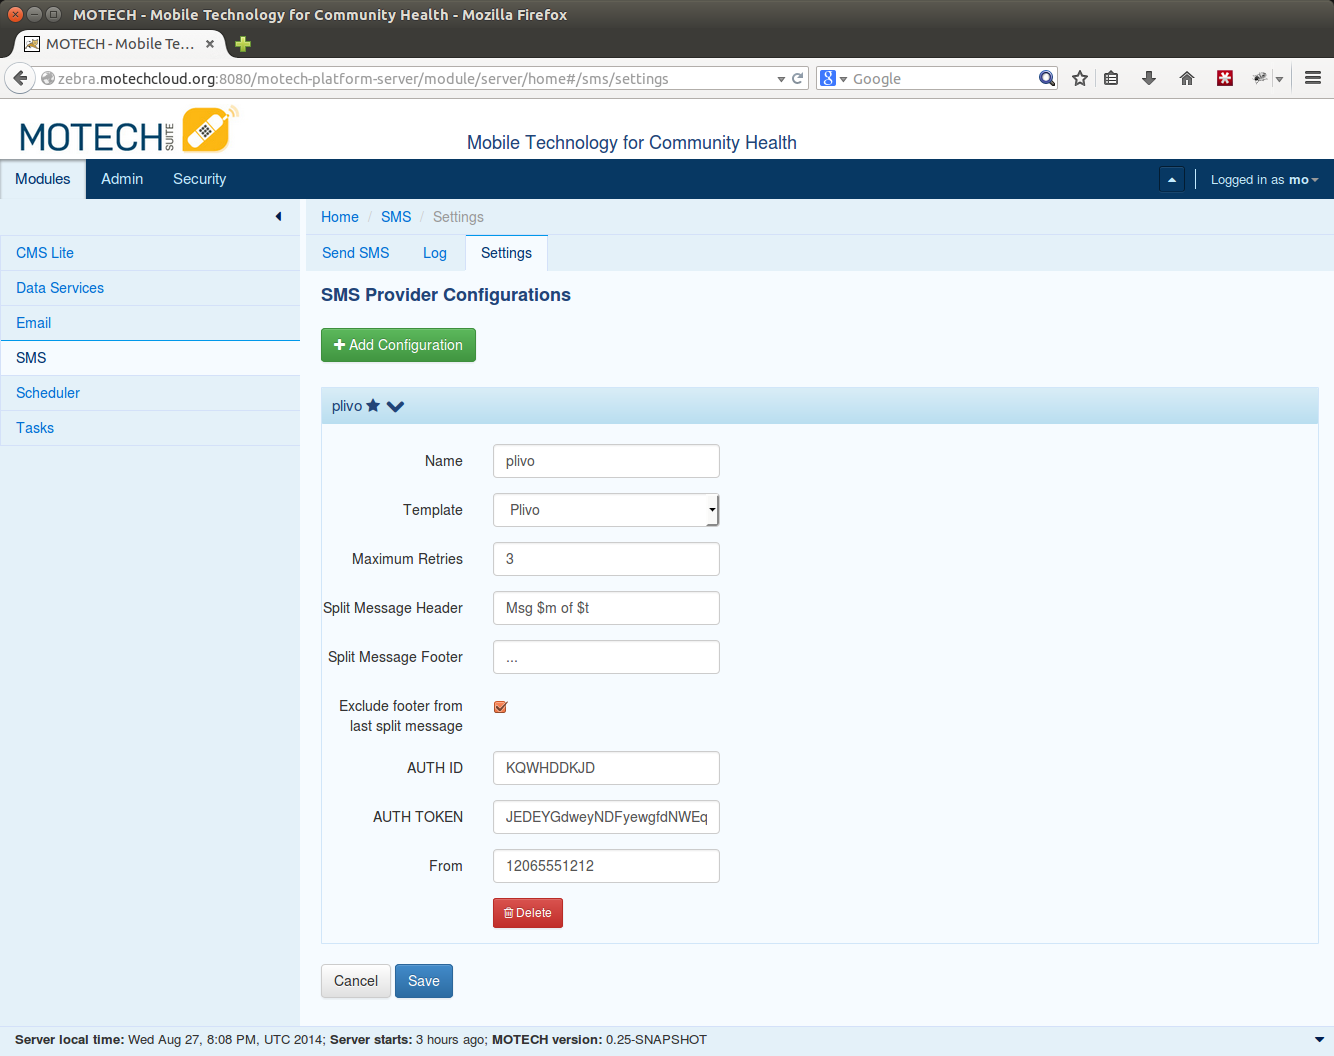 MOTECH - Mobile Technology for Community Health - Mozilla Firefox
MOTECH - Mobile Te...
zebra.motechcloud.org:8080/motech-platform-server/module/server/home#/sms/settings
Google
MOTECH SUITE
Mobile Technology for Community Health
Modules Admin Security
Logged in as mo
Home / SMS / Settings
CMS Lite
Data Services
Email
SMS
Scheduler
Tasks
Send SMS Log Settings
SMS Provider Configurations
Add Configuration
plivo
Name plivo
Template Plivo
Maximum Retries 3
Split Message Header Msg $m of $t
Split Message Footer ...
Exclude footer from
last split message
AUTH ID KQWHDDKJD
AUTH TOKEN JEDEYGdweyNDFyewgfdNWEq
From 12065551212
Delete
Cancel Save
Server local time: Wed Aug 27, 8:08 PM, UTC 2014; Server starts: 3 hours ago; MOTECH version: 0.25-SNAPSHOT